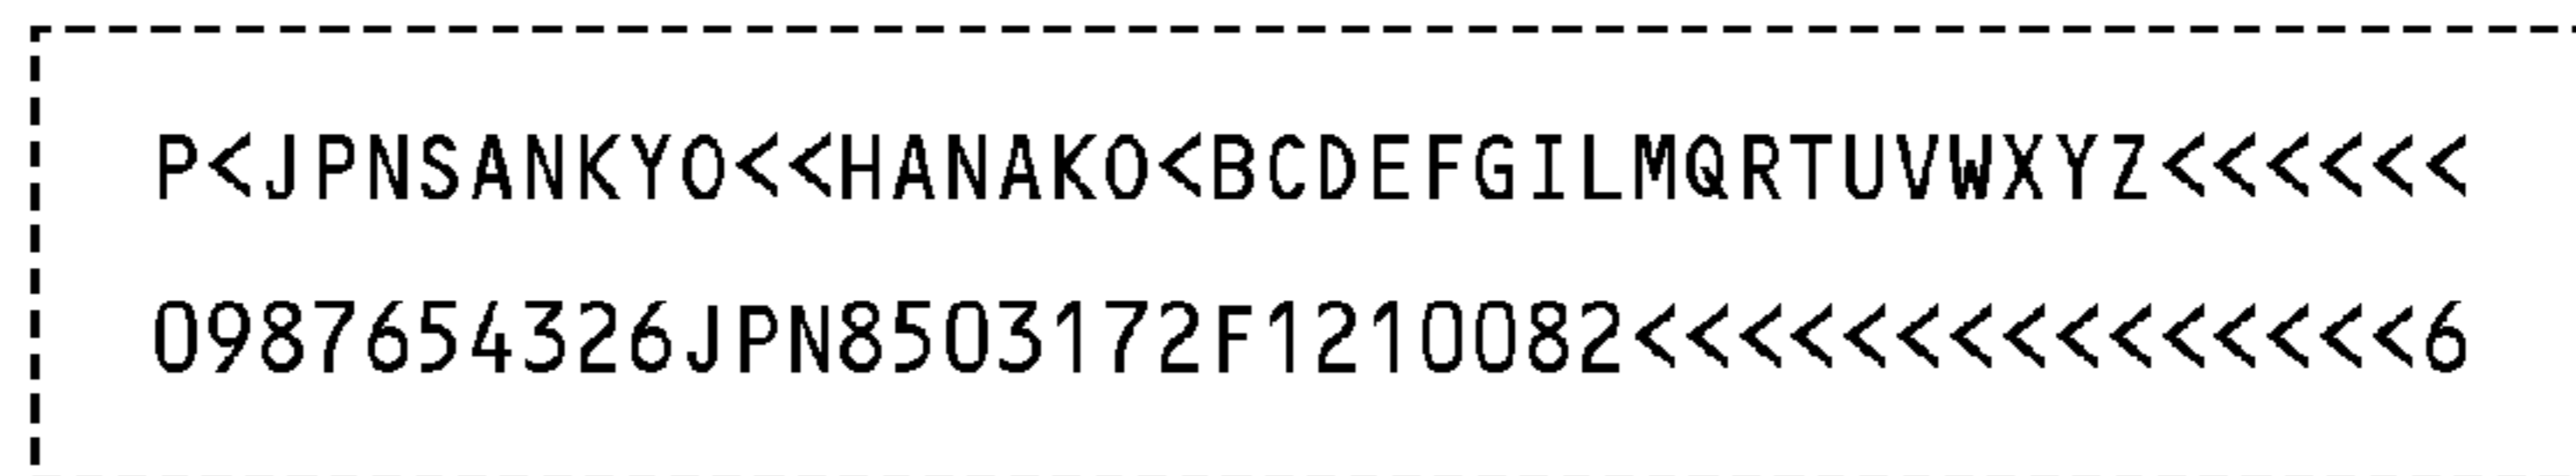 P<JPNSANKYO<<HANAKO<BCDEFGILMQRTUVWXYZ<<<<<<
0987654326JPN8503172F1210082<<<<<<<<<<<<<<<6